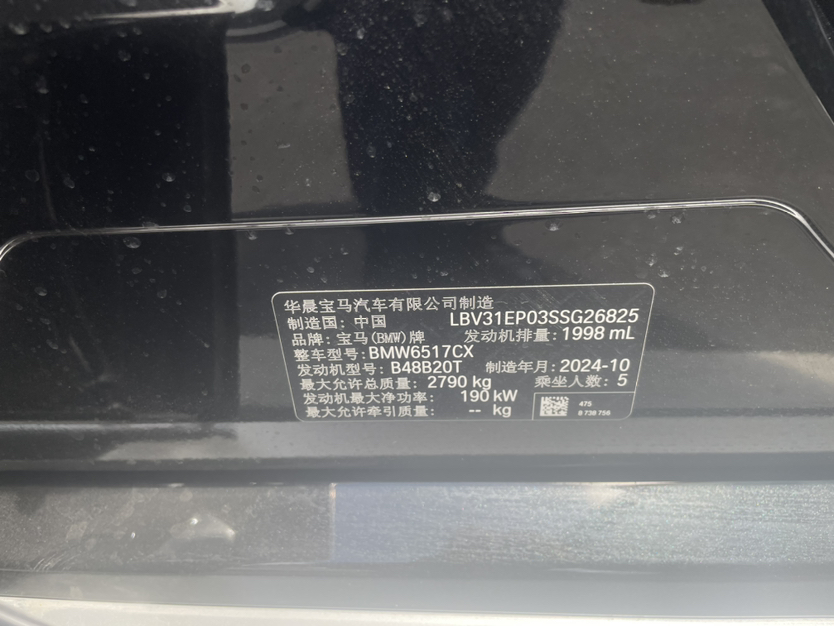 华晨宝马汽车有限公司制造
制造国: 中国 LBV31EP03SSG26825
品牌: 宝马(BMW)牌 发动机排量: 1998 mL
整车型号: BMW6517CX
发动机型号: B48B20T 制造年月: 2024-10
最大允许总质量: 2790 kg 乘坐人数: 5
发动机最大净功率: 190 kW
最大允许牵引质量: -- kg
475
8 738 756